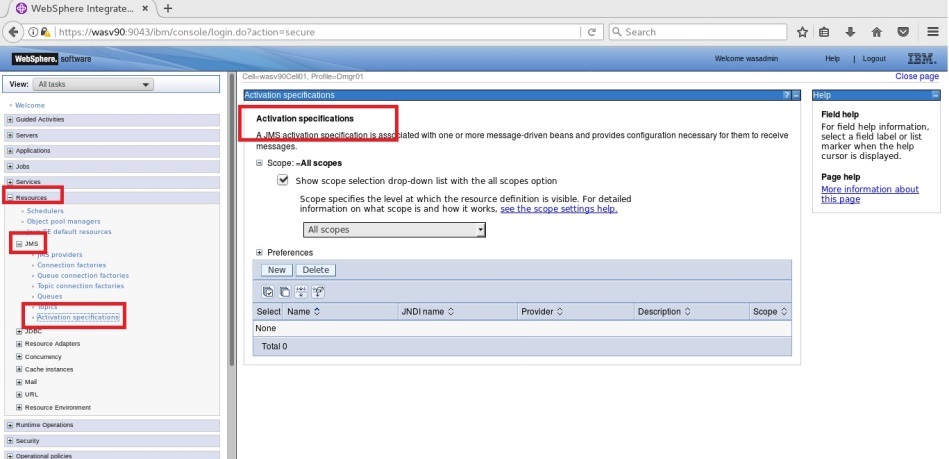 WebSphere Integrate...
https://wasv90:9043/ibm/console/login.do?action=secure
Search
WebSphere. software
Welcome wasadmin
Help
Logout
IBM.
View: All tasks
Welcome
Guided Activities
Servers
Applications
Jobs
Services
Resources
Schedulers
Object pool managers
EE default resources
JMS
JMS providers
Connection factories
Queue connection factories
Topic connection factories
Queues
Topics
Activation specifications
JDBC
Resource Adapters
Concurrency
Cache instances
Mail
URL
Resource Environment
Runtime Operations
Security
Operational policies
Cell=wasv90Cell01, Profile=Dmgr01
Close page
Activation specifications
Activation specifications
A JMS activation specification is associated with one or more message-driven beans and provides configuration necessary for them to receive
messages.
Scope: =All scopes
Show scope selection drop-down list with the all scopes option
Scope specifies the level at which the resource definition is visible. For detailed
information on what scope is and how it works, see the scope settings help.
All scopes
Preferences
New Delete
Select Name JNDI name Provider Description Scope
None
Total 0
Help
Field help
For field help information,
select a field label or list
marker when the help
cursor is displayed.
Page help
More information about
this page